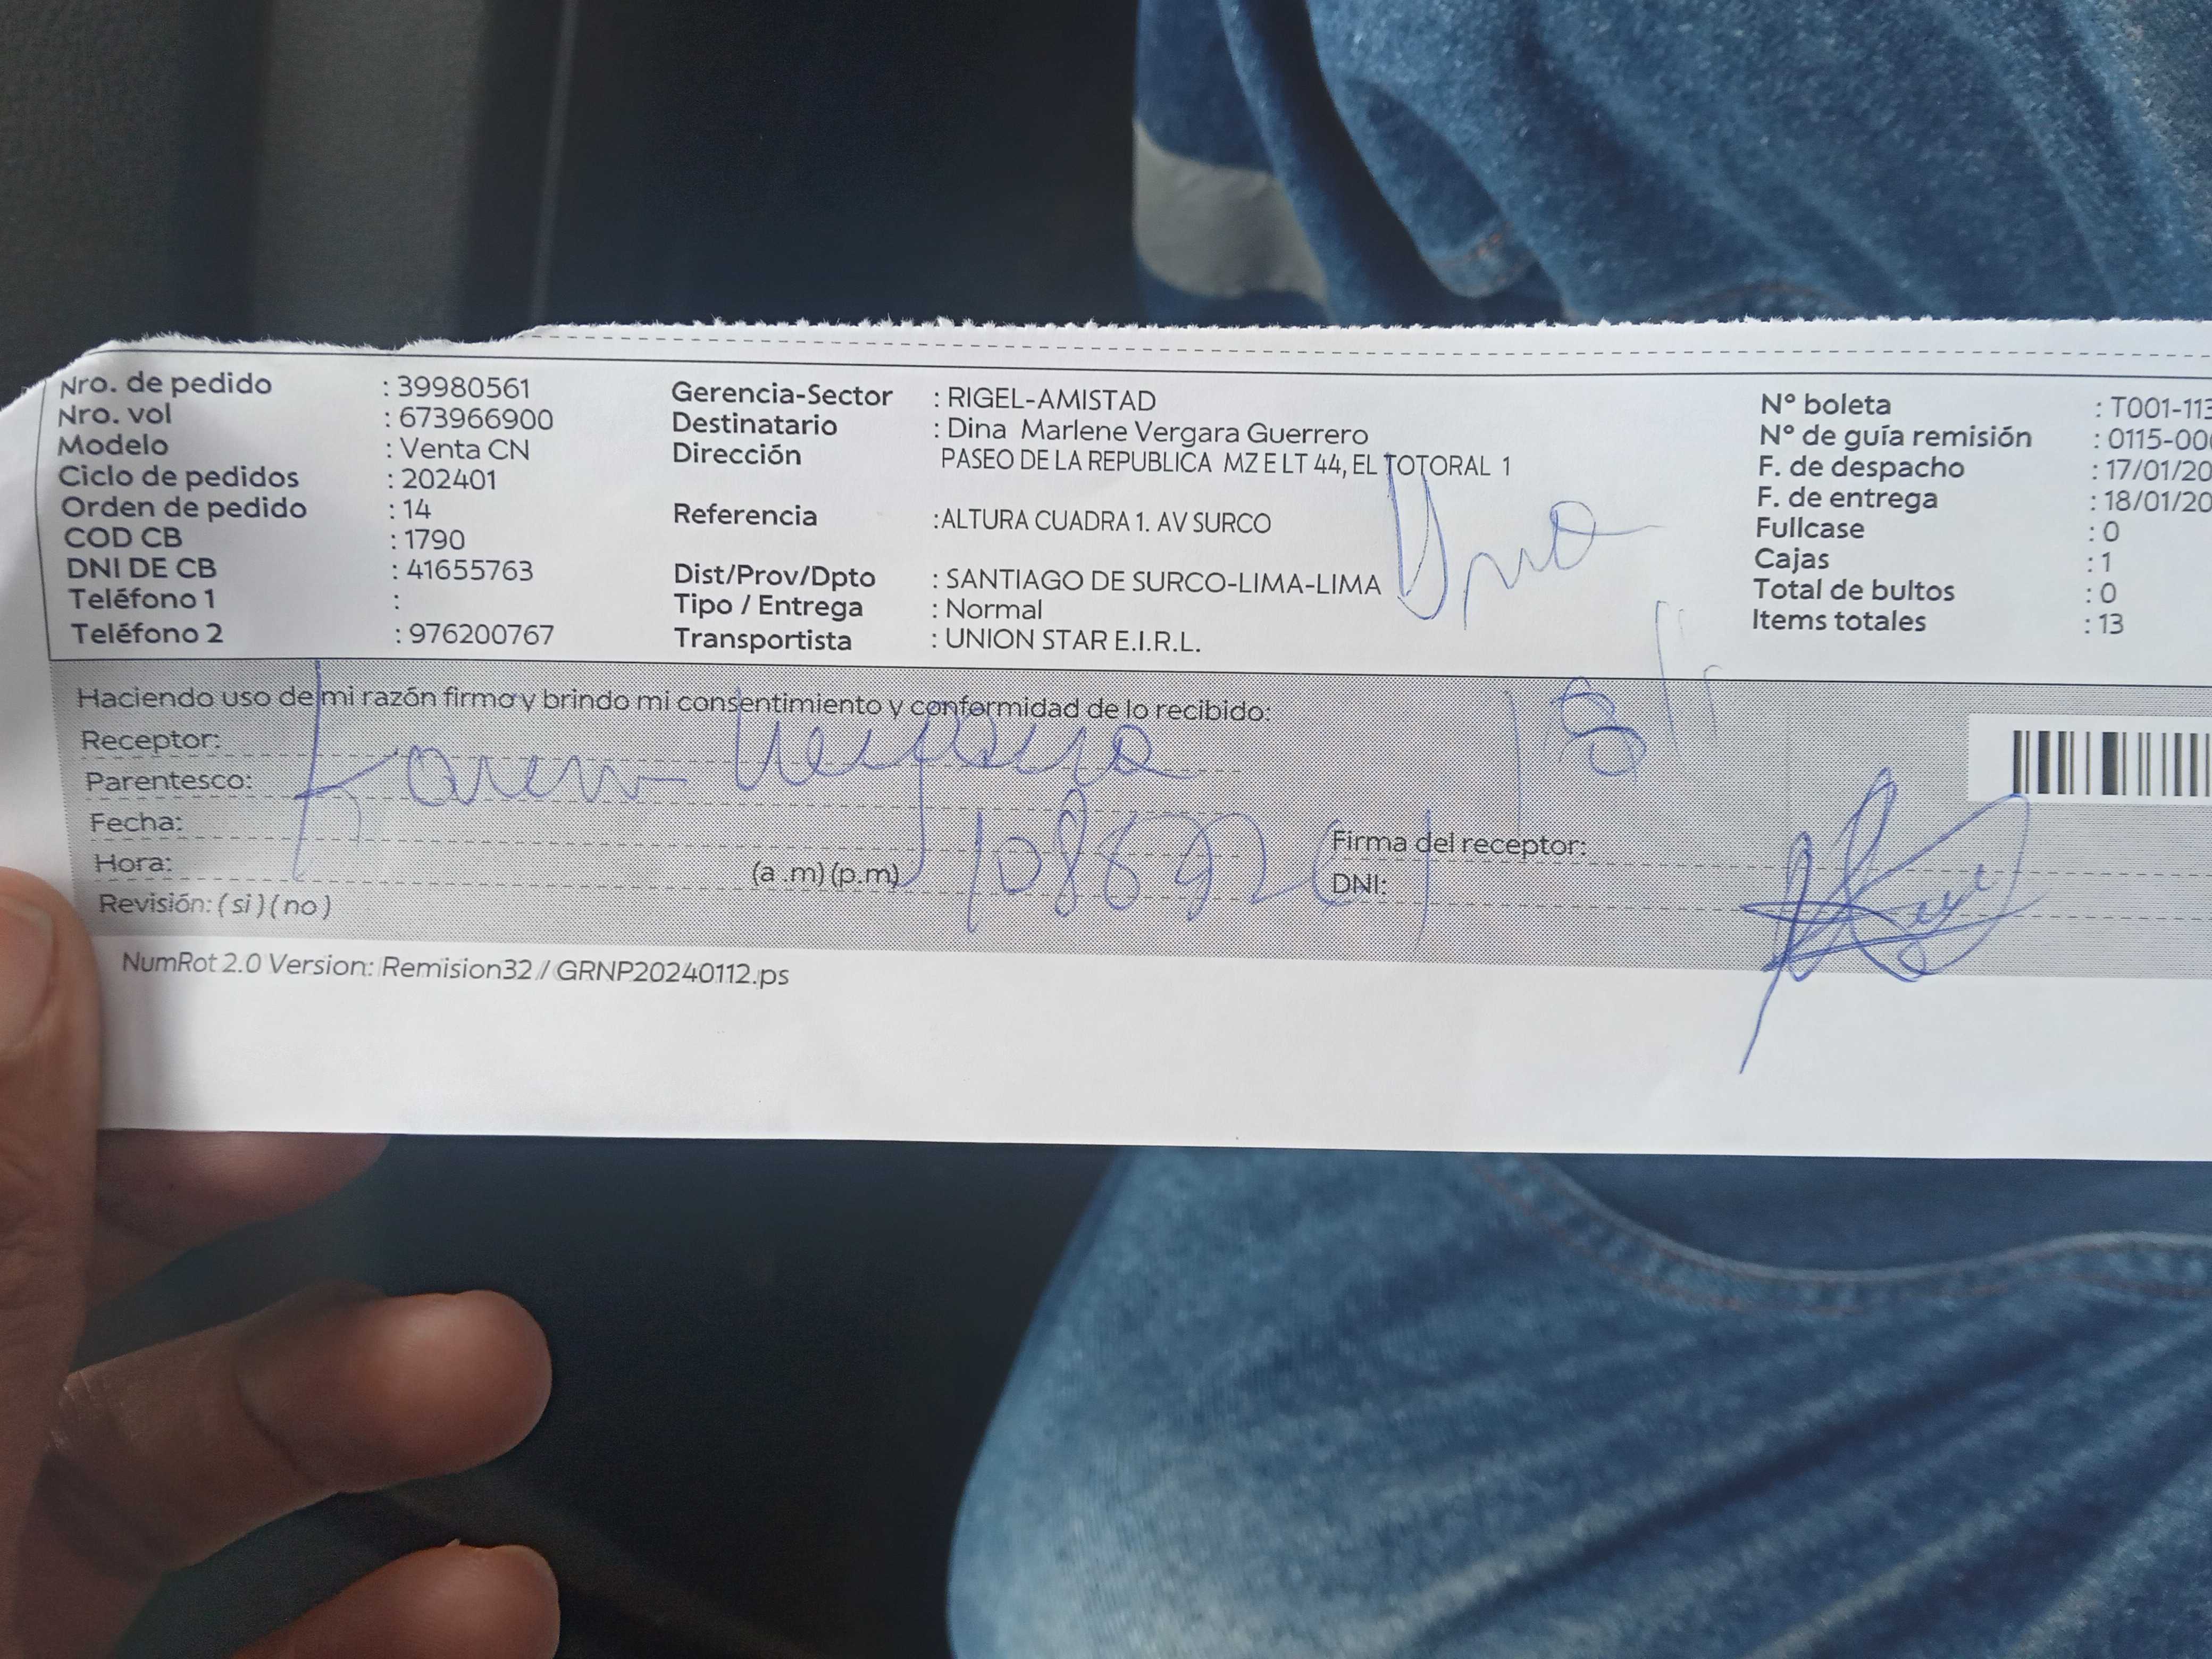 Nro. de pedido : 39980561
Nro. vol : 673966900
Modelo : Venta CN
Ciclo de pedidos : 202401
Orden de pedido : 14
COD CB : 1790
DNI DE CB : 41655763
Teléfono 1 :
Teléfono 2 : 976200767
Gerencia-Sector : RIGEL-AMISTAD
Destinatario : Dina Marlene Vergara Guerrero
Dirección PASEO DE LA REPUBLICA MZ E LT 44, EL TOTORAL 1
Referencia :ALTURA CUADRA 1. AV SURCO
Dist/Prov/Dpto : SANTIAGO DE SURCO-LIMA-LIMA
Tipo / Entrega : Normal
Transportista : UNION STAR E.I.R.L.
N° boleta : T001-113
N° de guía remisión : 0115-00
F. de despacho : 17/01/20
F. de entrega : 18/01/20
Fullcase : 0
Cajas : 1
Total de bultos : 0
Items totales : 13
Haciendo uso de mi razón firmo y brindo mi consentimiento y conformidad de lo recibido:
Receptor: Karen
Parentesco:
Fecha:
Hora: (a .m) (p.m)
Revisión: ( si ) ( no )
Firma del receptor:
DNI:
NumRot 2.0 Version: Remision32 / GRNP20240112.ps